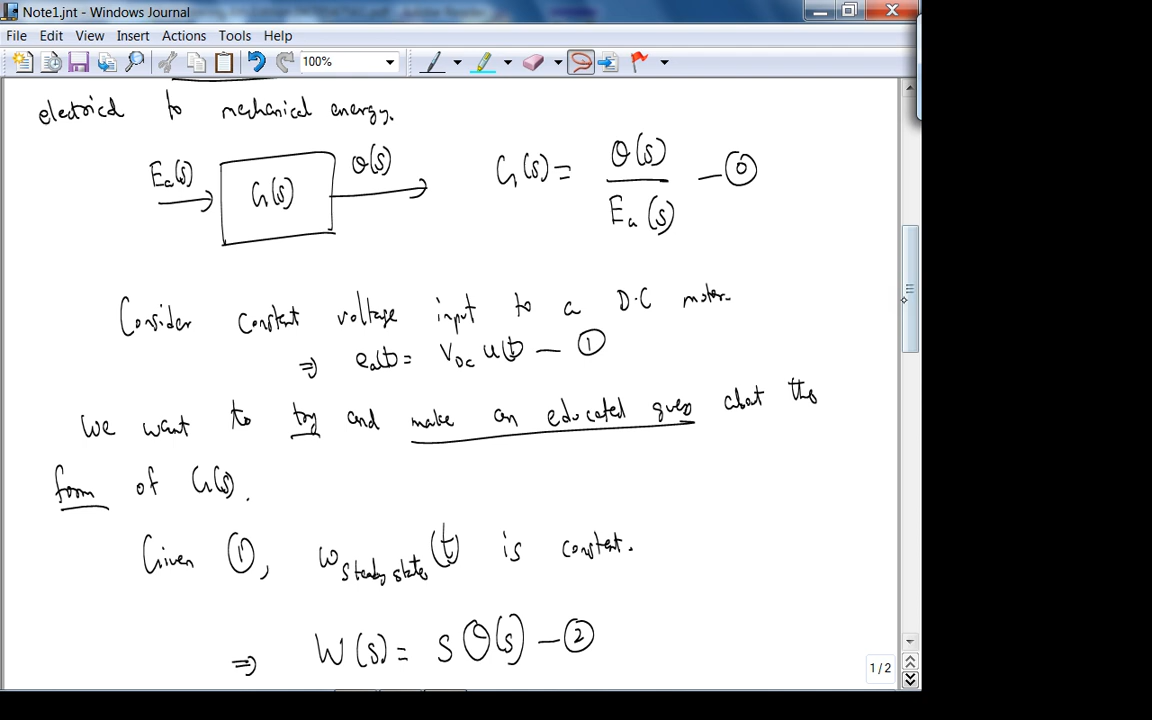 Note1.jnt - Windows Journal
File Edit View Insert Actions Tools Help
100%
electrical to mechanical energy.
Ea(s) G(s) θ(s) G(s) = θ(s) / Ea(s) — ⓪
Consider constant voltage input to a D.C motor.
⇒ ea(t) = VDC u(t) — ①
We want to try and make an educated guess about the
form of G(s).
Given ①, ωsteady state(t) is constant.
⇒ W(s) = s Θ(s) — ②
1/2